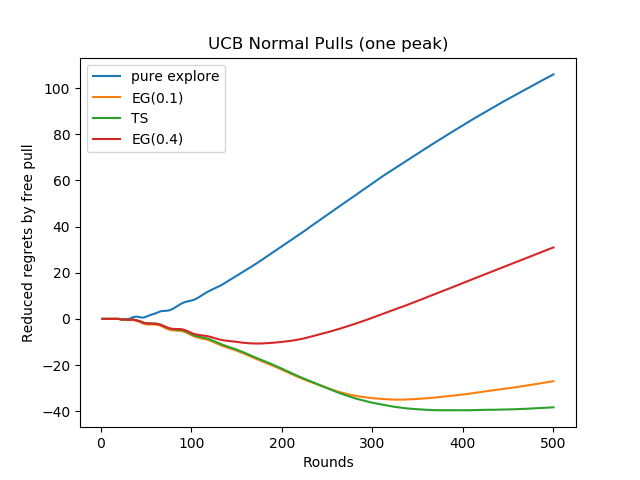 UCB Normal Pulls (one peak)
pure explore
EG(0.1)
TS
EG(0.4)
Reduced regrets by free pull
100
80
60
40
20
0
−20
−40
0 100 200 300 400 500
Rounds